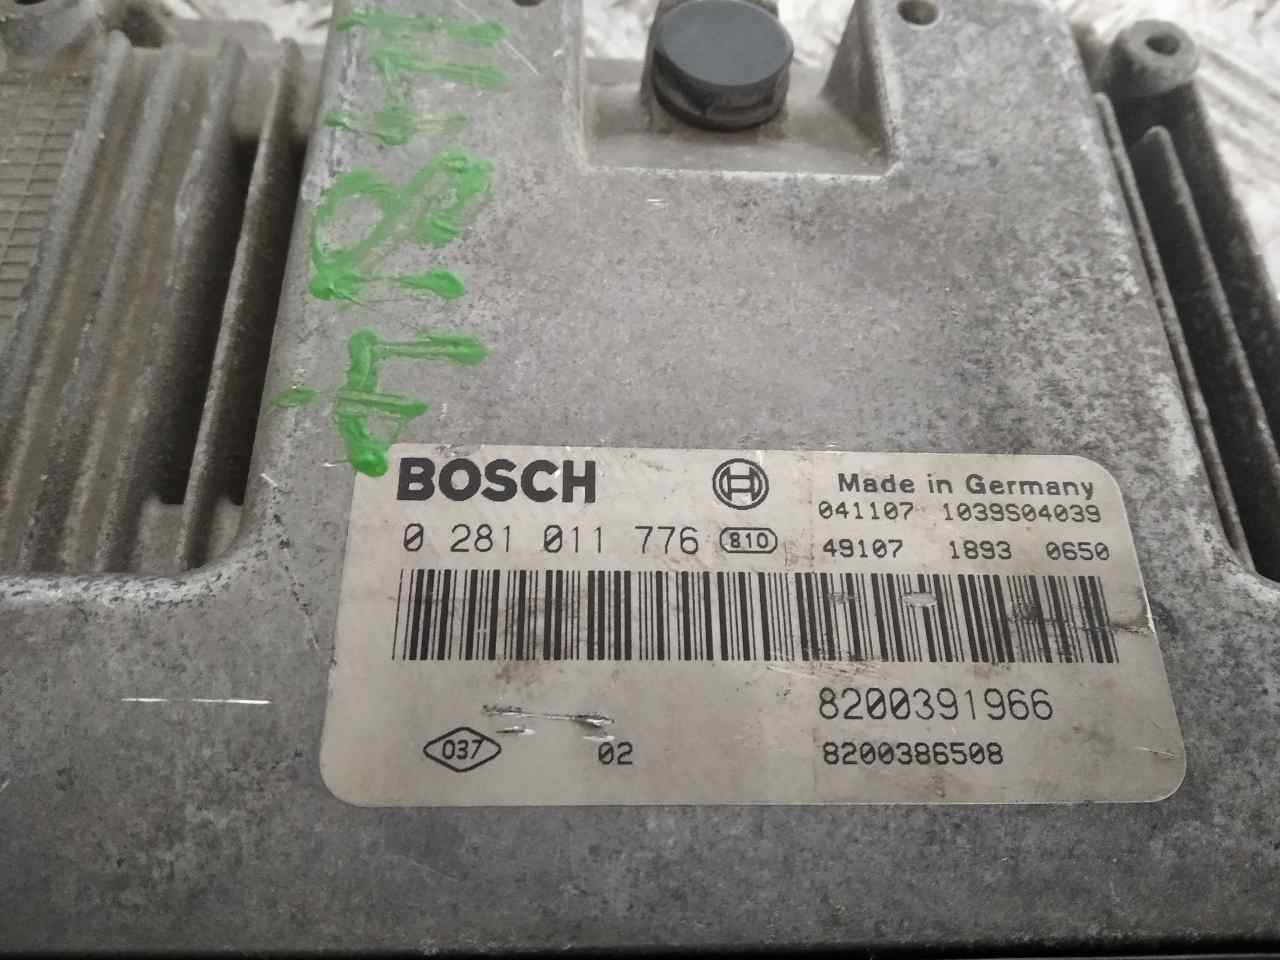 BOSCH
Made in Germany
041107 1039S04039
0 281 011 776 810
49107 1893 0650
8200391966
037 02 8200386508